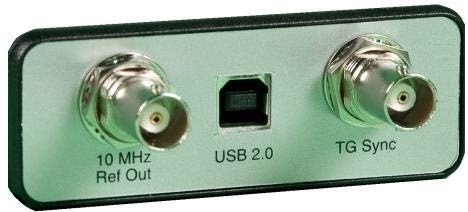 10 MHz
Ref Out
USB 2.0
TG Sync